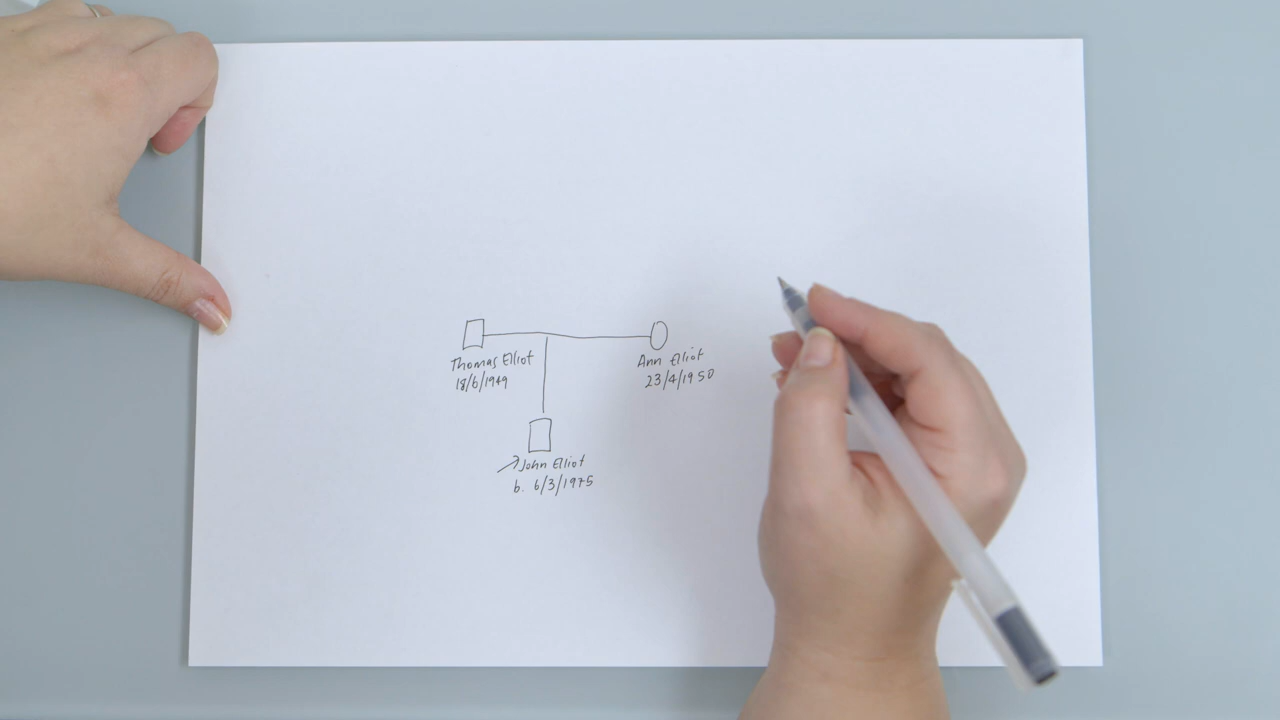 Thomas Elliot
18/6/1949
Ann Elliot
23/4/1950
John Elliot
b. 6/3/1975